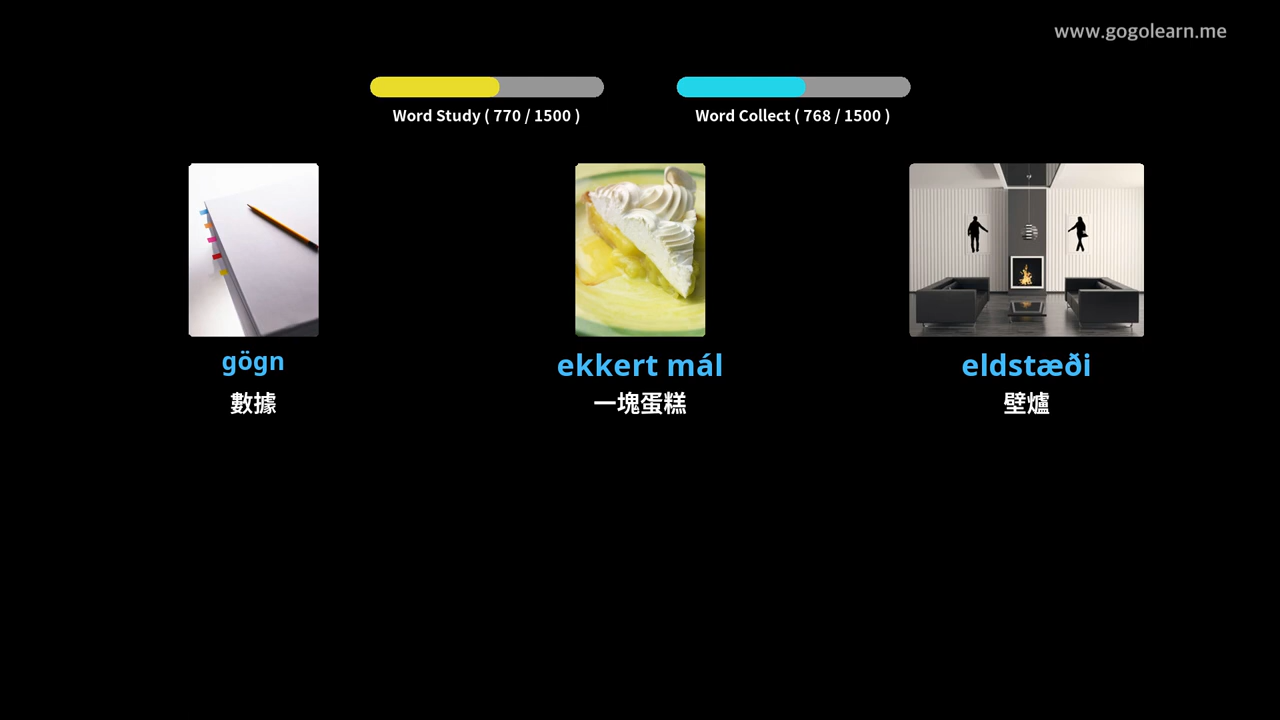 www.gogolearn.me
Word Study ( 770 / 1500 )
Word Collect ( 768 / 1500 )
gögn
數據
ekkert mál
一塊蛋糕
eldstæði
壁爐